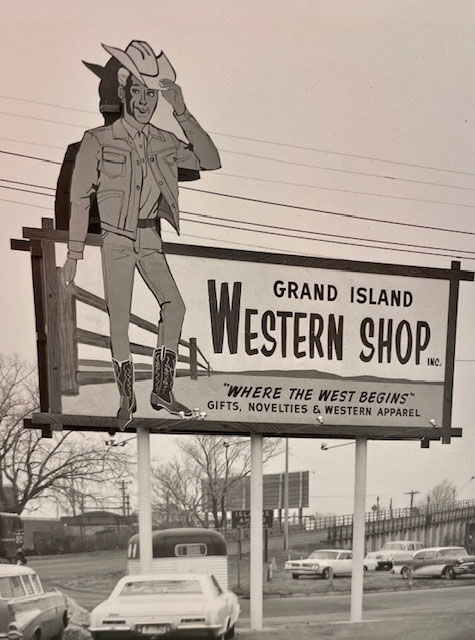 GRAND ISLAND
WESTERN SHOP INC.
"WHERE THE WEST BEGINS"
GIFTS, NOVELTIES & WESTERN APPAREL